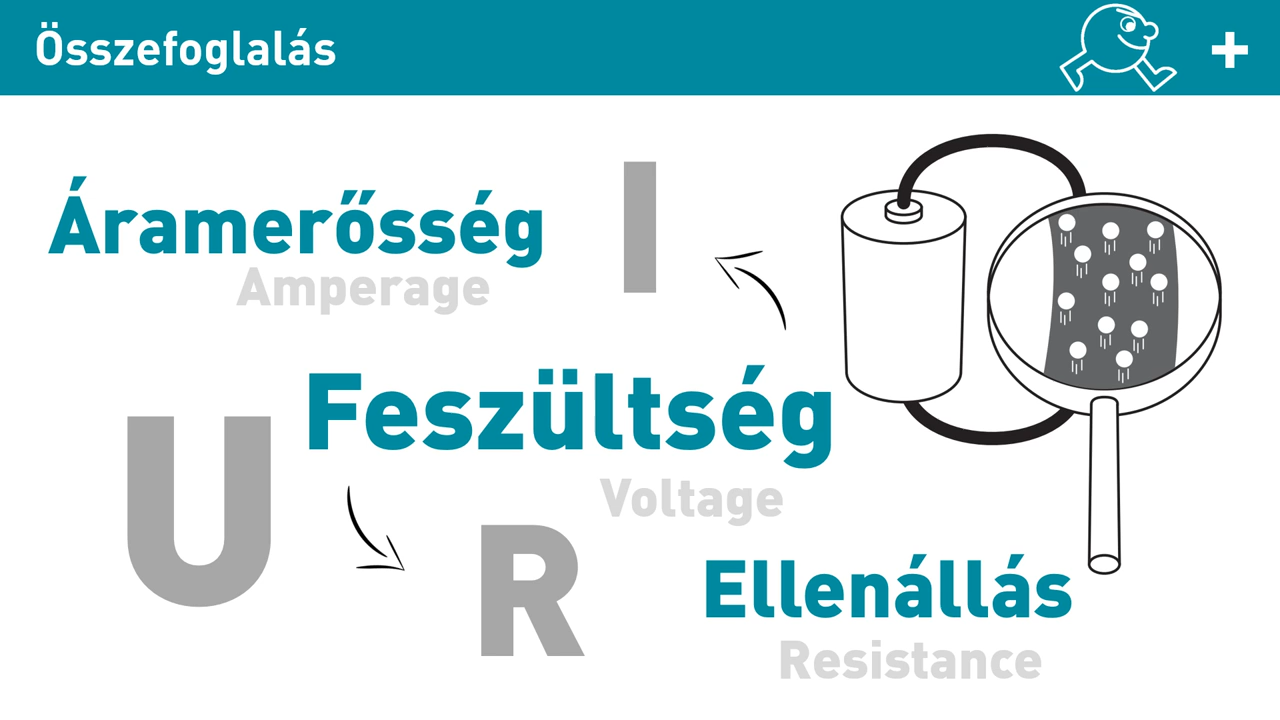 Összefoglalás
+
Áramerősség
I
Amperage
Feszültség
U
Voltage
R
Ellenállás
Resistance